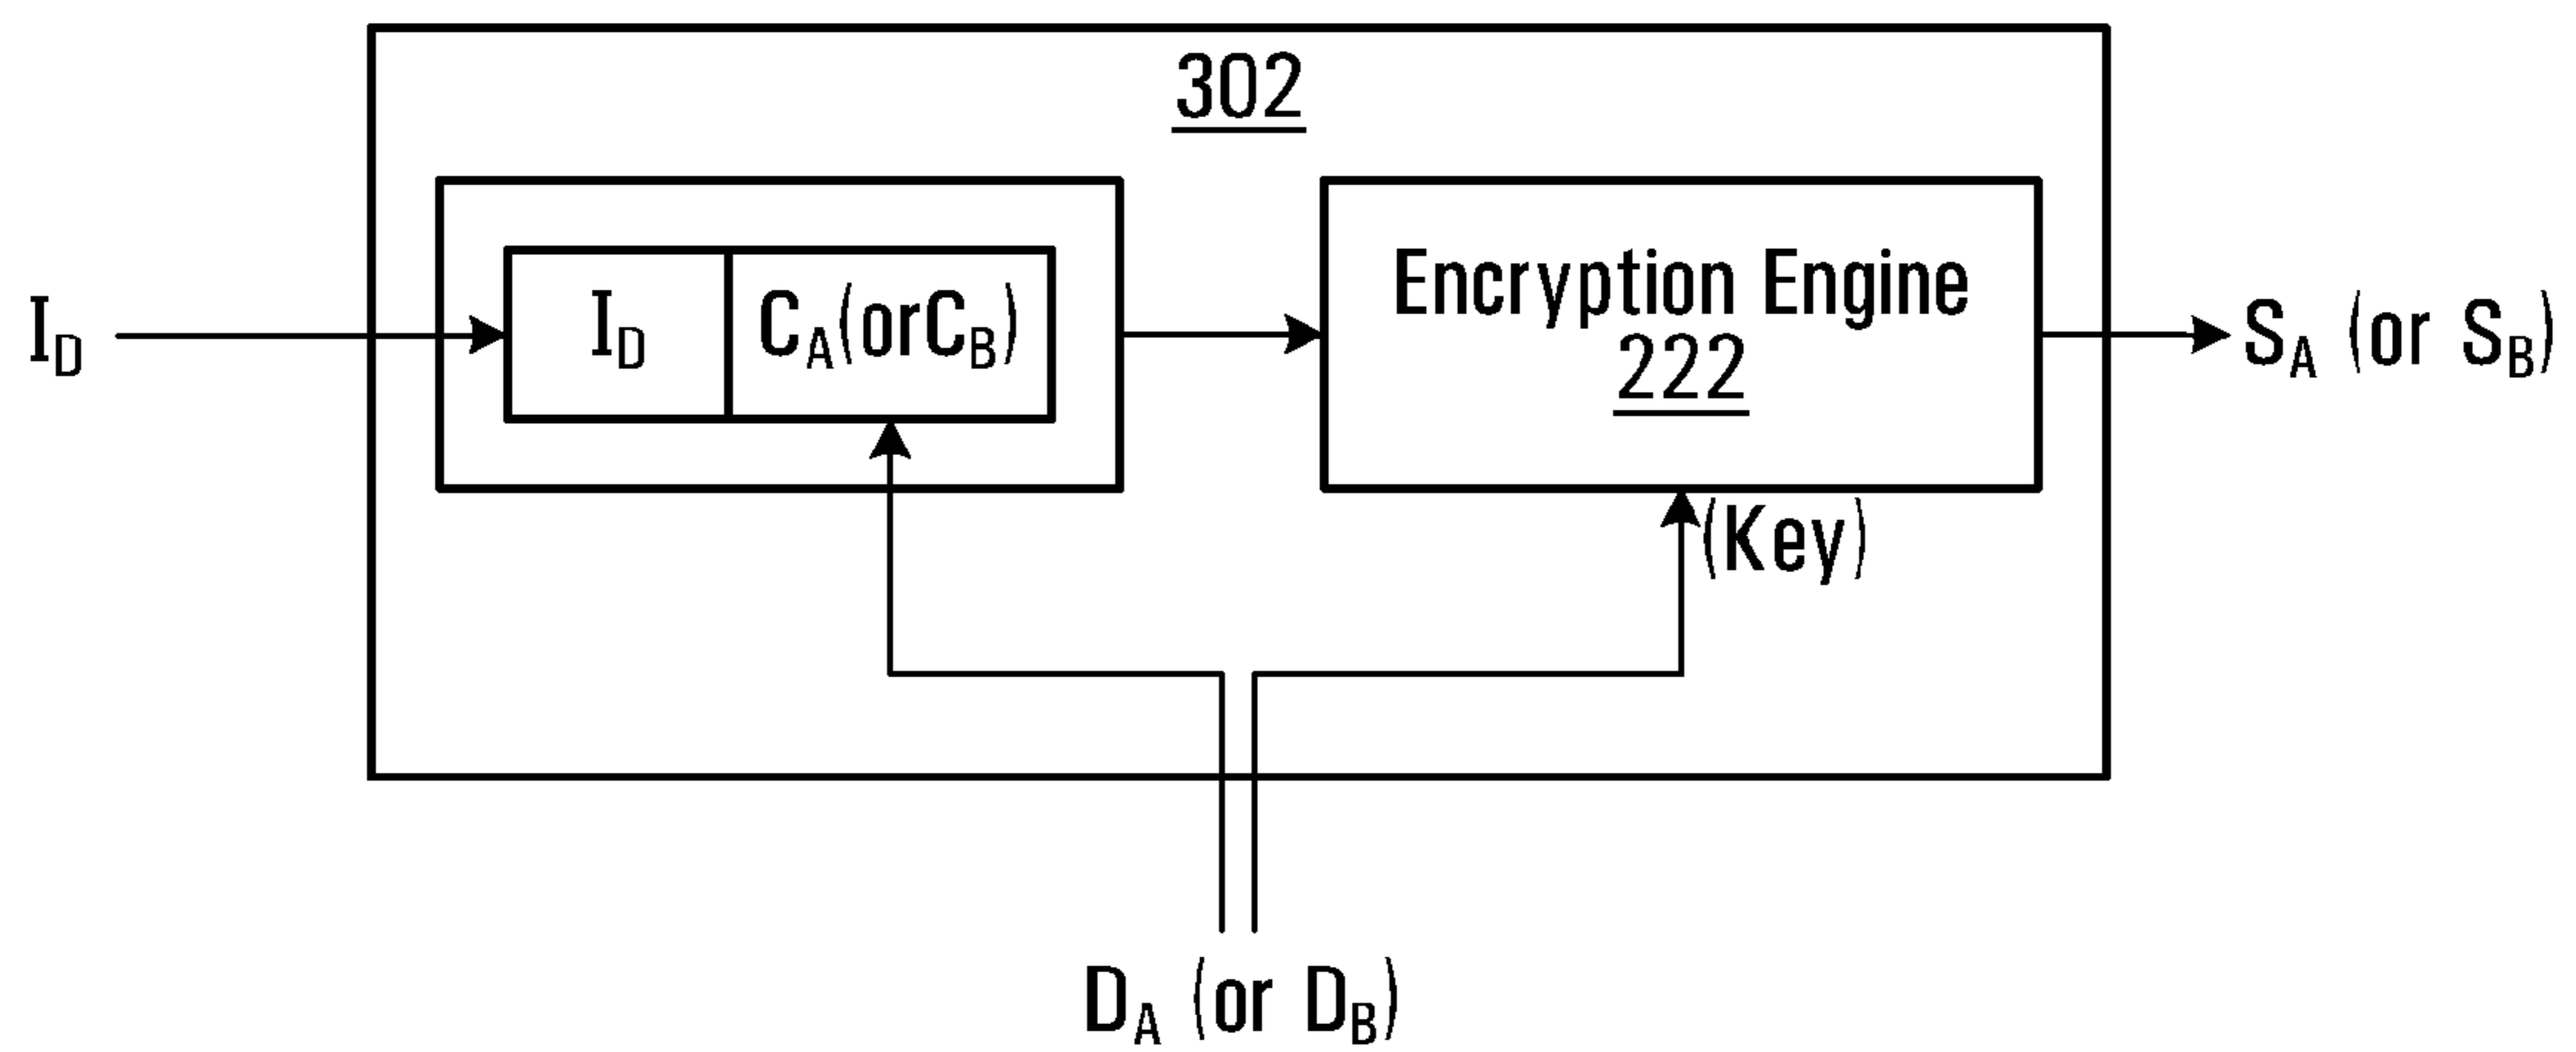 302
I_D
I_D
C_A(orC_B)
Encryption Engine
222
S_A (or S_B)
(Key)
D_A (or D_B)